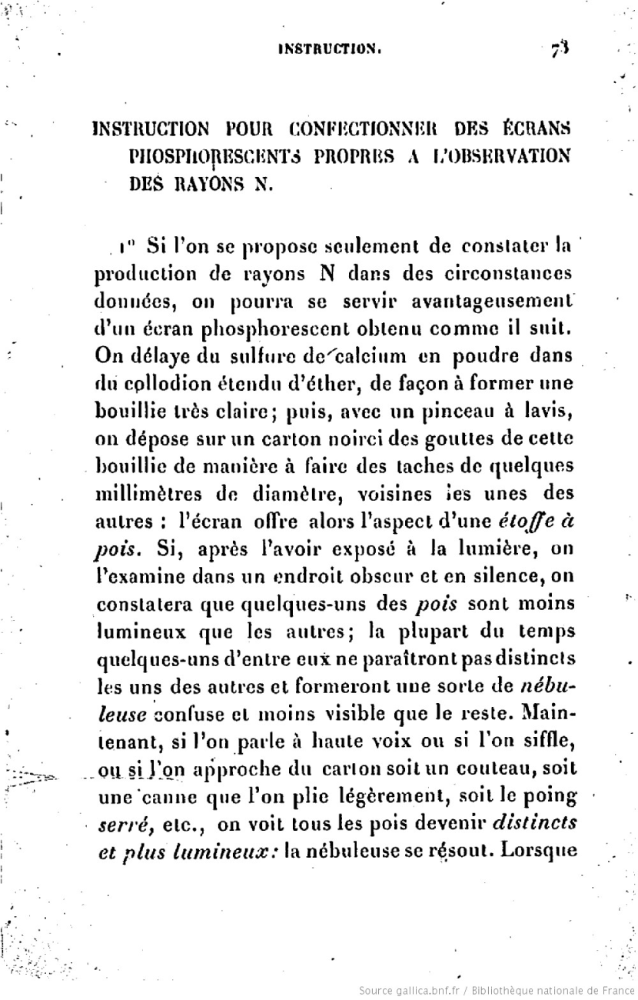 INSTRUCTION. 73
INSTRUCTION POUR CONFECTIONNER DES ÉCRANS
PHOSPHORESCENTS PROPRES A L'OBSERVATION
DES RAYONS N.
1° Si l'on se propose seulement de constater la
production de rayons N dans des circonstances
données, on pourra se servir avantageusement
d'un écran phosphorescent obtenu comme il suit.
On délaye du sulfure de calcium en poudre dans
du collodion étendu d'éther, de façon à former une
bouillie très claire; puis, avec un pinceau à lavis,
on dépose sur un carton noirci des gouttes de cette
bouillie de manière à faire des taches de quelques
millimètres de diamètre, voisines les unes des
autres : l'écran offre alors l'aspect d'une étoffe à
pois. Si, après l'avoir exposé à la lumière, on
l'examine dans un endroit obscur et en silence, on
constatera que quelques-uns des pois sont moins
lumineux que les autres; la plupart du temps
quelques-uns d'entre eux ne paraîtront pas distincts
les uns des autres et formeront une sorte de nébu-
leuse confuse et moins visible que le reste. Main-
tenant, si l'on parle à haute voix ou si l'on siffle,
ou si l'on approche du carton soit un couteau, soit
une canne que l'on plie légèrement, soit le poing
serré, etc., on voit tous les pois devenir distincts
et plus lumineux: la nébuleuse se résout. Lorsque
Source gallica.bnf.fr / Bibliothèque nationale de France